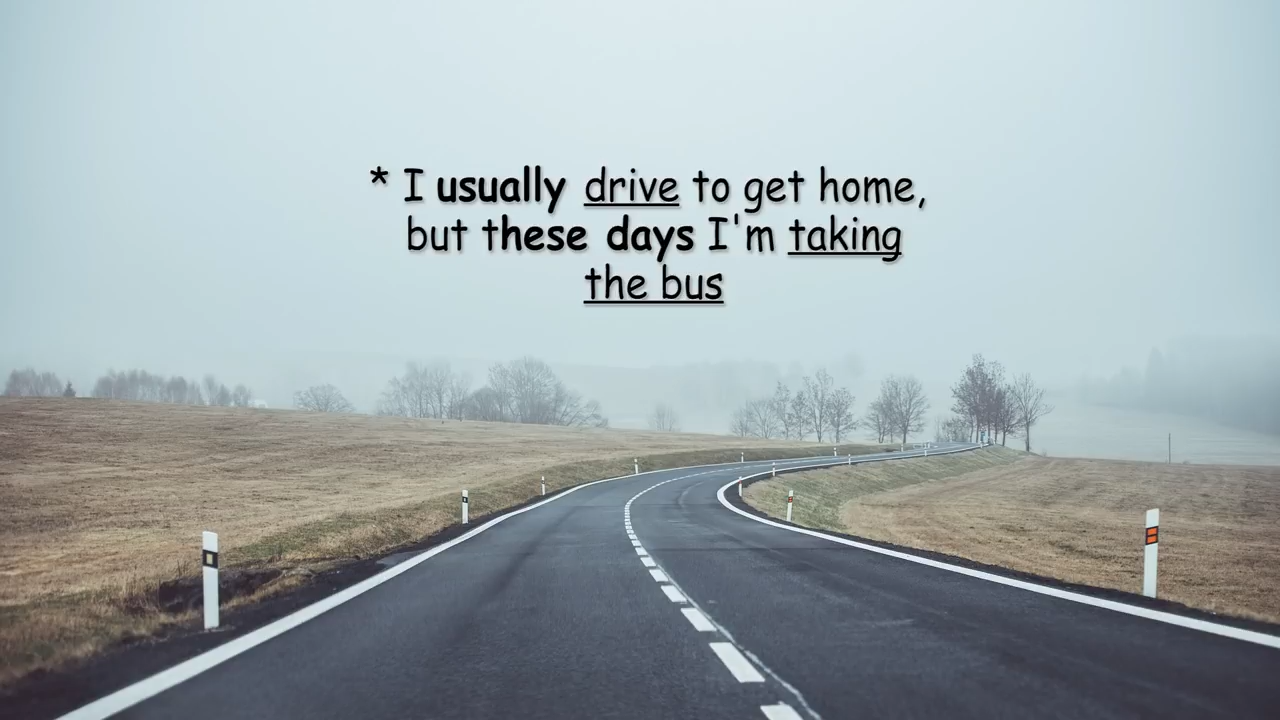 * I usually drive to get home,
but these days I'm taking
the bus